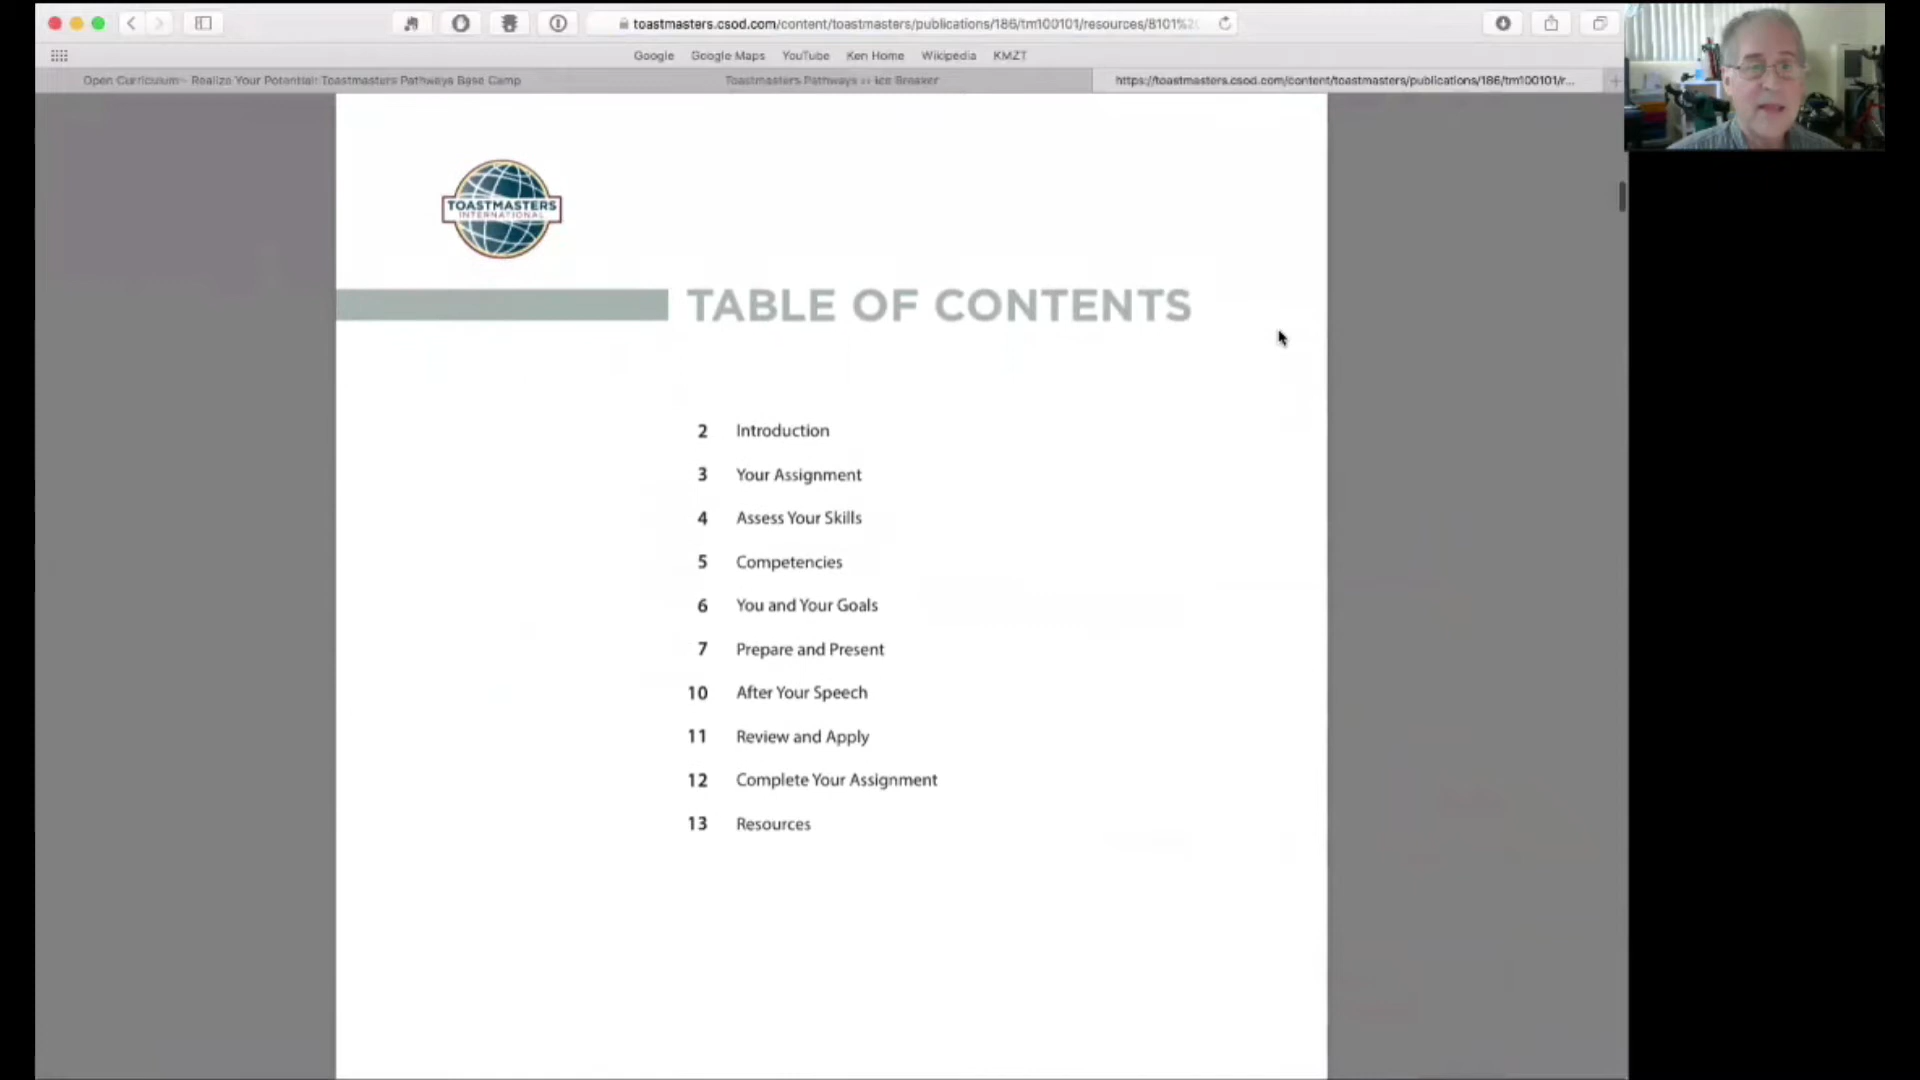 toastmasters.csod.com/content/toastmasters/publications/186/tm100101/resources/8101%20
Google Google Maps YouTube Ken Home Wikipedia KMZT
Open Curriculum - Realize Your Potential: Toastmasters Pathways Base Camp
Toastmasters Pathways :: Ice Breaker
https://toastmasters.csod.com/content/toastmasters/publications/186/tm100101/r...
TOASTMASTERS
INTERNATIONAL
TABLE OF CONTENTS
2 Introduction
3 Your Assignment
4 Assess Your Skills
5 Competencies
6 You and Your Goals
7 Prepare and Present
10 After Your Speech
11 Review and Apply
12 Complete Your Assignment
13 Resources